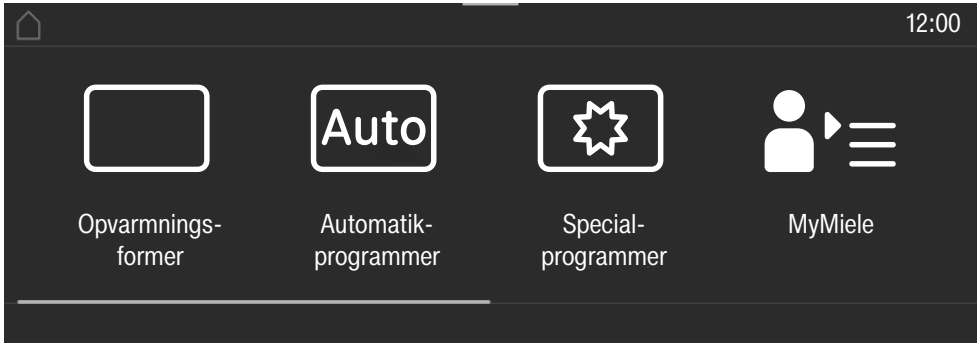 12:00
Auto
Opvarmnings-
former
Automatik-
programmer
Special-
programmer
MyMiele